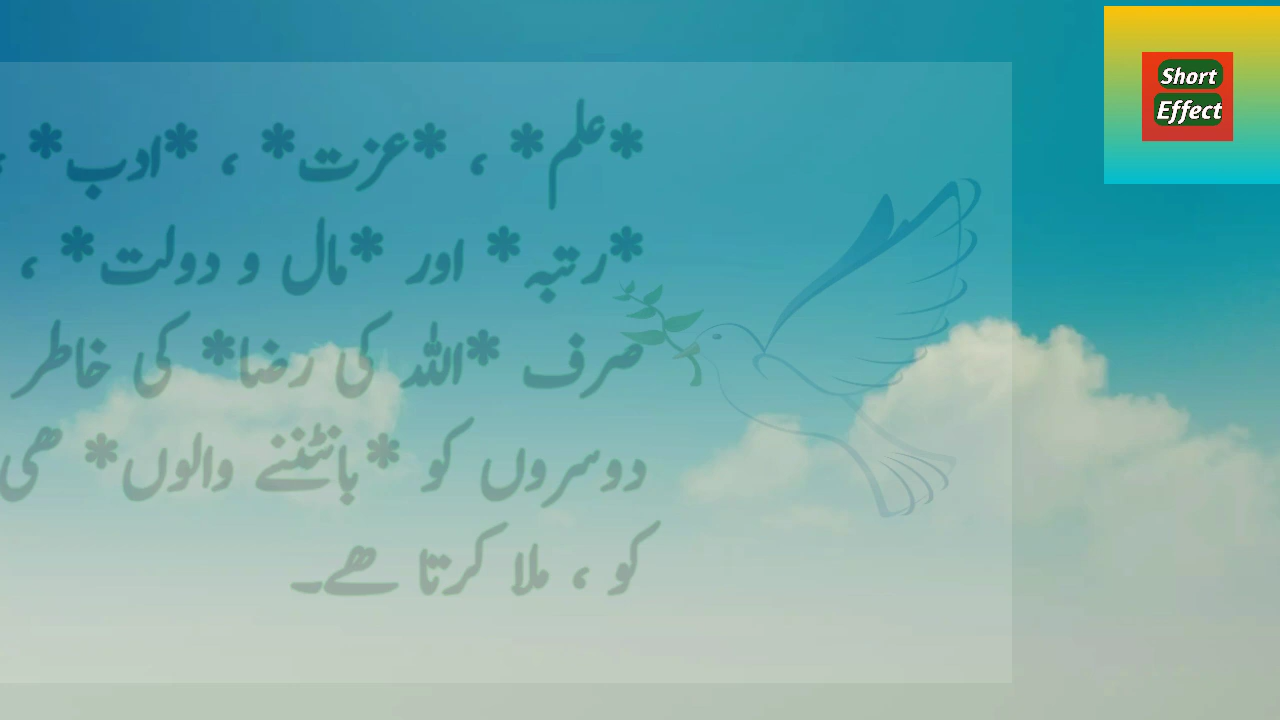 *علم* ، *عزت* ، *ادب* ،
*رتبہ* اور *مال و دولت* ،
صرف *اللہ کی رضا* کی خاطر
دوسروں کو *بانٹننے والوں* ھی
کو ، ملا کرتا ھے۔
Short
Effect